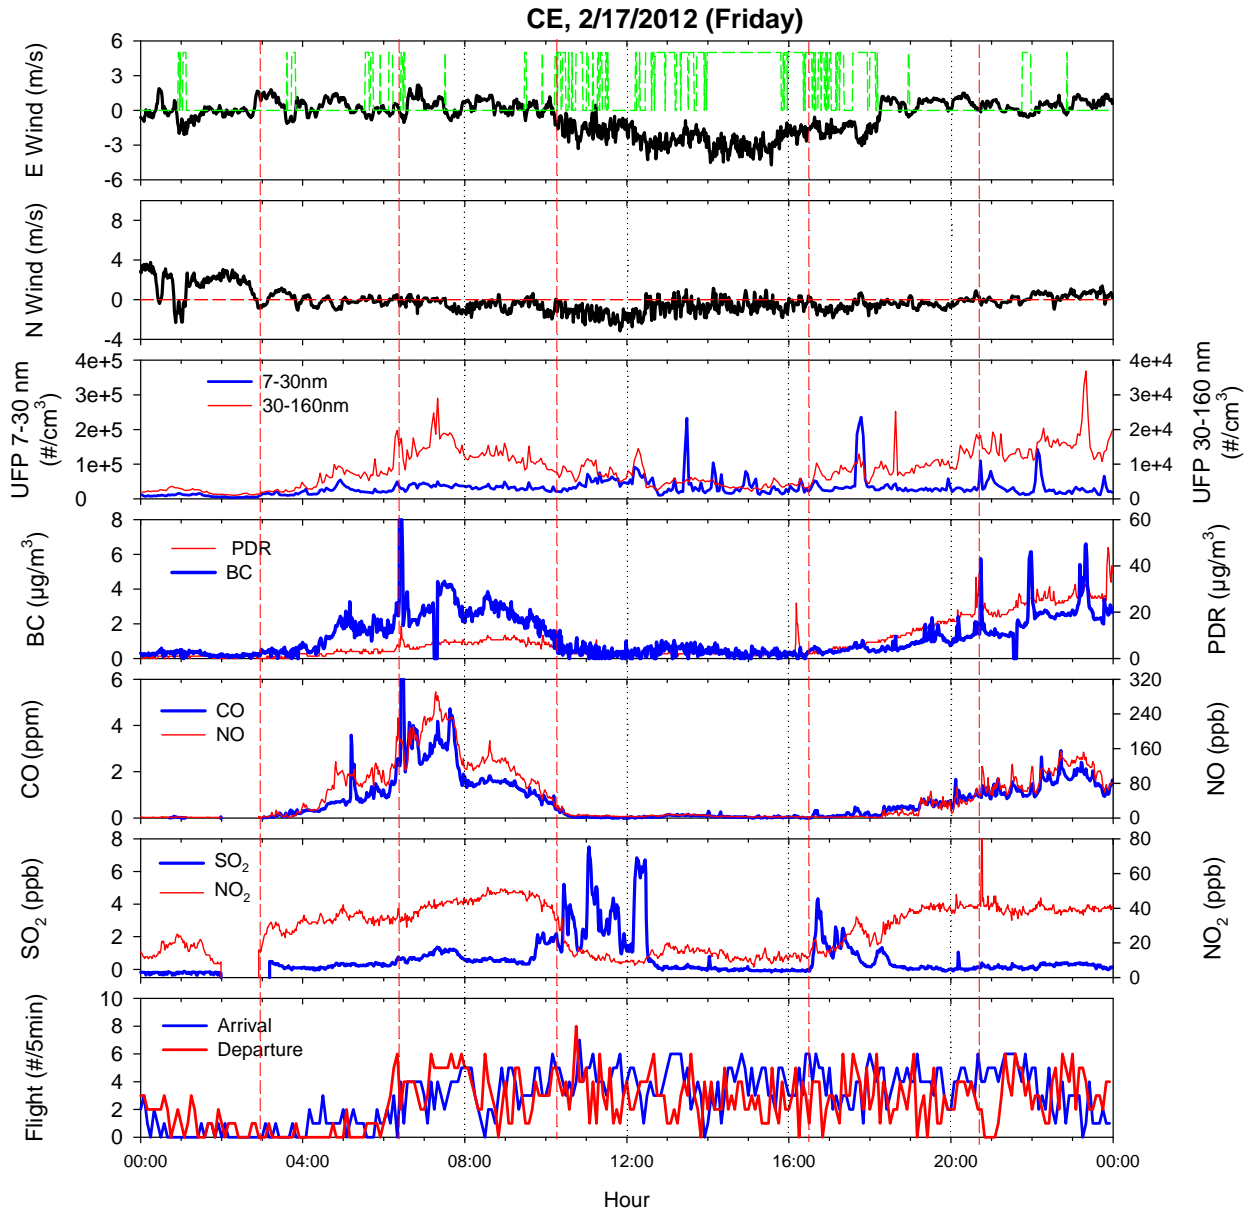 CE, 2/17/2012 (Friday)
E Wind (m/s)
6
3
0
-3
-6
N Wind (m/s)
8
4
0
-4
UFP 7-30 nm
(#/cm³)
4e+5
3e+5
2e+5
1e+5
0
7-30nm
30-160nm
4e+4
3e+4
2e+4
1e+4
0
UFP 30-160 nm
(#/cm³)
BC (µg/m³)
8
6
4
2
0
PDR
BC
60
40
20
0
PDR (µg/m³)
CO (ppm)
6
4
2
0
CO
NO
320
240
160
80
0
NO (ppb)
SO₂ (ppb)
8
6
4
2
0
SO₂
NO₂
80
60
40
20
0
NO₂ (ppb)
Flight (#/5min)
10
8
6
4
2
0
Arrival
Departure
00:00 04:00 08:00 12:00 16:00 20:00 00:00
Hour